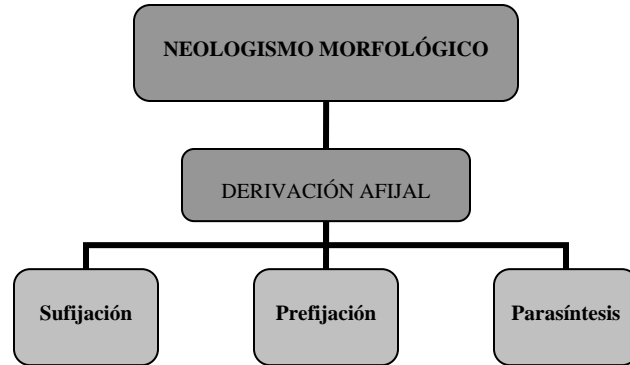 NEOLOGISMO MORFOLÓGICO
DERIVACIÓN AFIJAL
Sufijación
Prefijación
Parasíntesis